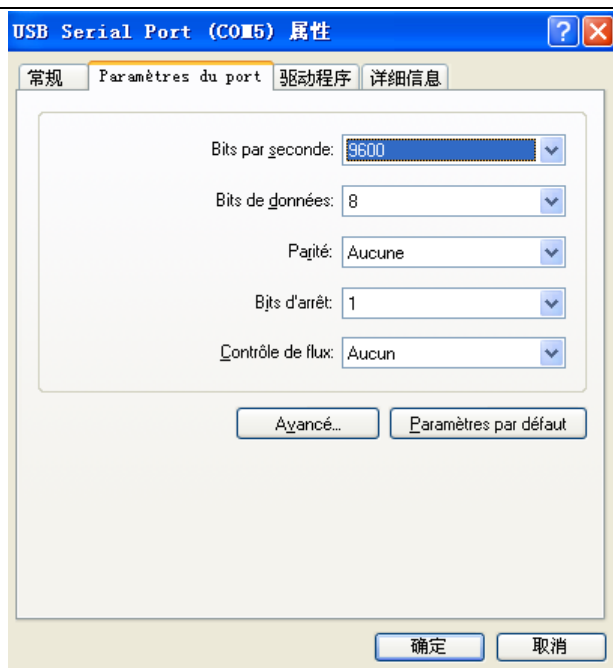 USB Serial Port (COM5) 属性
常规 Paramètres du port 驱动程序 详细信息
Bits par seconde: 9600
Bits de données: 8
Parité: Aucune
Bits d'arrêt: 1
Contrôle de flux: Aucun
Avancé... Paramètres par défaut
确定 取消